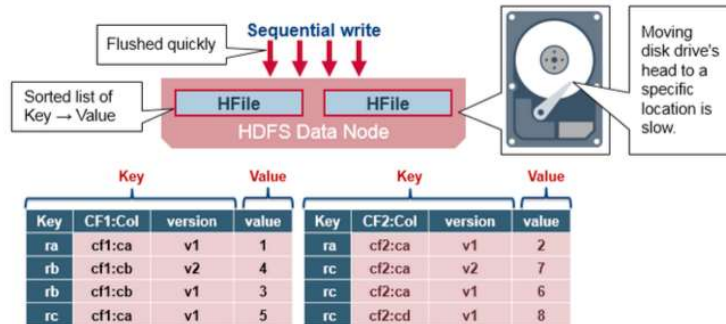 Flushed quickly
Sequential write
Moving
disk drive's
head to a
specific
location is
slow.
Sorted list of
Key → Value
HFile
HFile
HDFS Data Node
Key Value Key Value
Key CF1:Col version value
ra cf1:ca v1 1
rb cf1:cb v2 4
rb cf1:cb v1 3
rc cf1:ca v1 5
Key CF2:Col version value
ra cf2:ca v1 2
rc cf2:ca v2 7
rc cf2:ca v1 6
rc cf2:cd v1 8